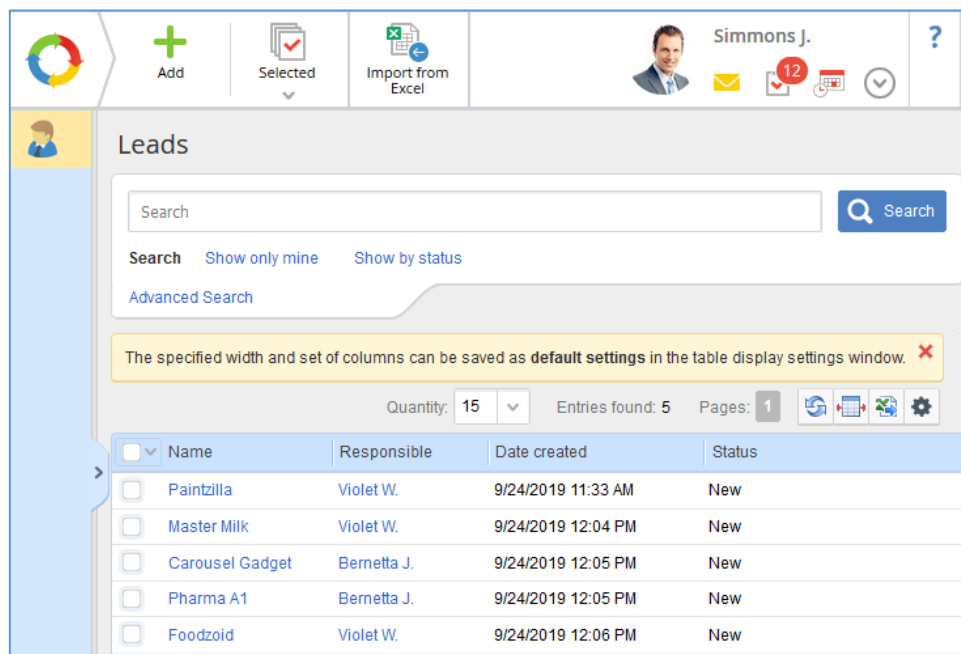 Simmons J.
?
Add
Selected
Import from
Excel
12
Leads
Search
Search
Search Show only mine Show by status
Advanced Search
The specified width and set of columns can be saved as default settings in the table display settings window.
Quantity: 15 Entries found: 5 Pages: 1
Name Responsible Date created Status
Paintzilla Violet W. 9/24/2019 11:33 AM New
Master Milk Violet W. 9/24/2019 12:04 PM New
Carousel Gadget Bernetta J. 9/24/2019 12:05 PM New
Pharma A1 Bernetta J. 9/24/2019 12:05 PM New
Foodzoid Violet W. 9/24/2019 12:06 PM New